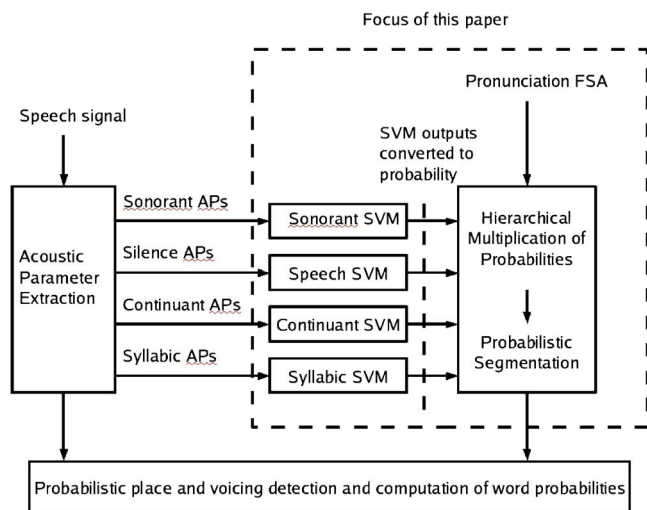 Focus of this paper
Pronunciation FSA
Speech signal
SVM outputs
converted to
probability
Sonorant APs
Sonorant SVM
Hierarchical
Multiplication of
Probabilities
Acoustic
Parameter
Extraction
Silence APs
Speech SVM
Continuant APs
Continuant SVM
Probabilistic
Segmentation
Syllabic APs
Syllabic SVM
Probabilistic place and voicing detection and computation of word probabilities